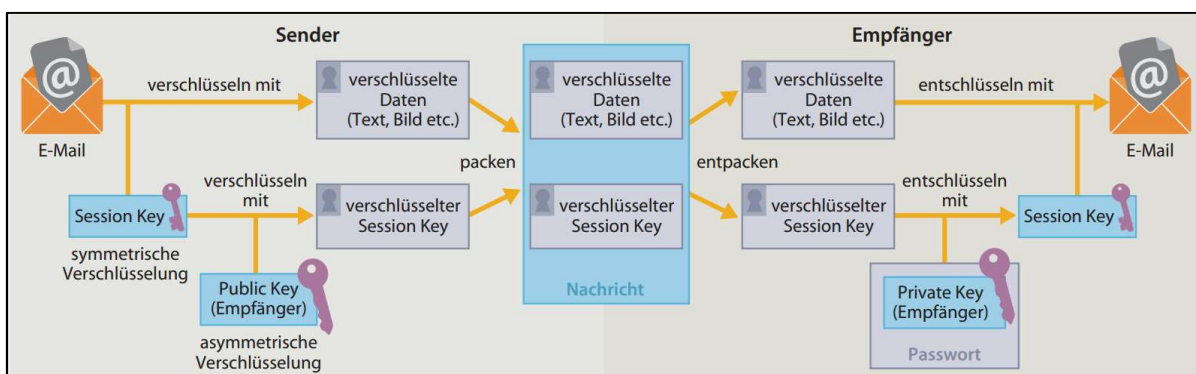 Sender
Empfänger
@
E-Mail
verschlüsseln mit
verschlüsselte
Daten
(Text, Bild etc.)
verschlüsselte
Daten
(Text, Bild etc.)
verschlüsselte
Daten
(Text, Bild etc.)
entschlüsseln mit
@
E-Mail
packen
entpacken
Session Key
symmetrische
Verschlüsselung
verschlüsseln
mit
verschlüsselter
Session Key
verschlüsselter
Session Key
verschlüsselter
Session Key
entschlüsseln
mit
Session Key
Public Key
(Empfänger)
asymmetrische
Verschlüsselung
Nachricht
Private Key
(Empfänger)
Passwort